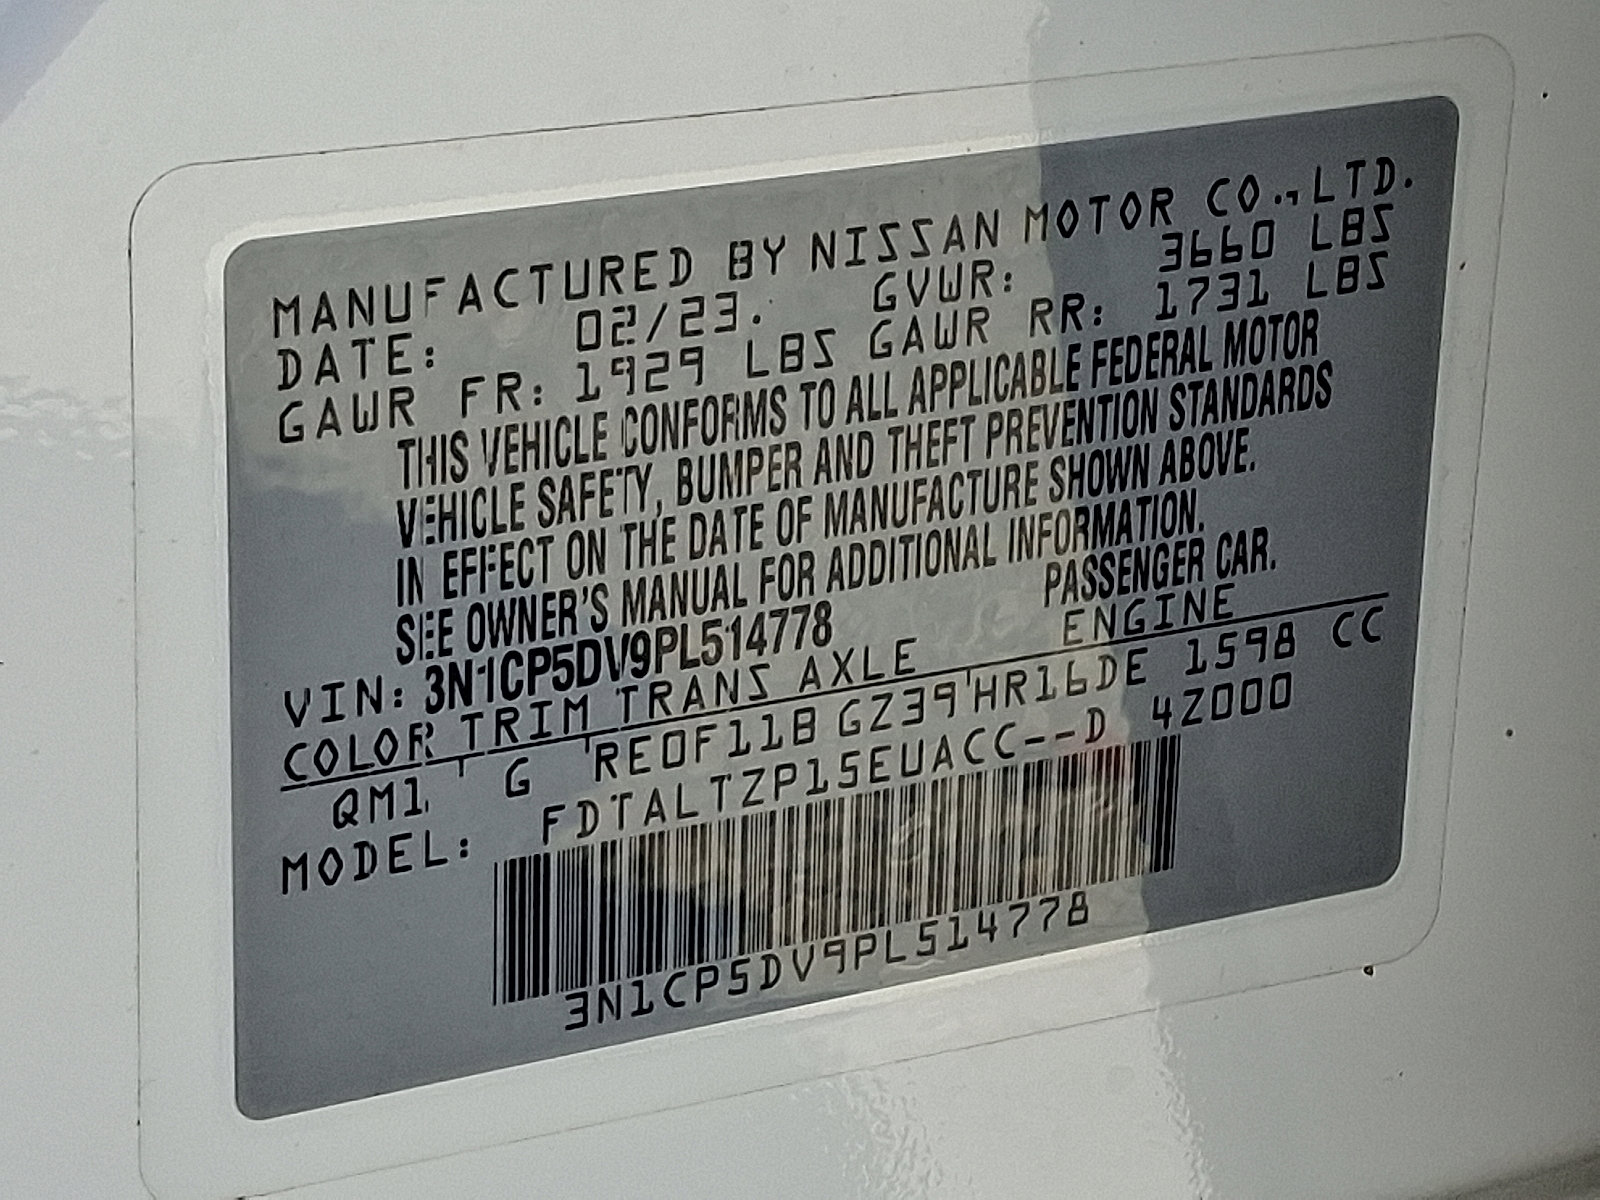 MANUFACTURED BY NISSAN MOTOR CO.,LTD.
DATE: 02/23. GVWR: 3660 LBS
GAWR FR: 1929 LBS GAWR RR: 1731 LBS
THIS VEHICLE CONFORMS TO ALL APPLICABLE FEDERAL MOTOR
VEHICLE SAFETY, BUMPER AND THEFT PREVENTION STANDARDS
IN EFFECT ON THE DATE OF MANUFACTURE SHOWN ABOVE.
SEE OWNER'S MANUAL FOR ADDITIONAL INFORMATION.
PASSENGER CAR.
VIN: 3N1CP5DV9PL514778
COLOR TRIM TRANS AXLE ENGINE
QM1 G RE0F11B GZ39 HR16DE 1598 CC
MODEL: FDTALTZP15EUACC--D 4Z000
3N1CP5DV9PL514778